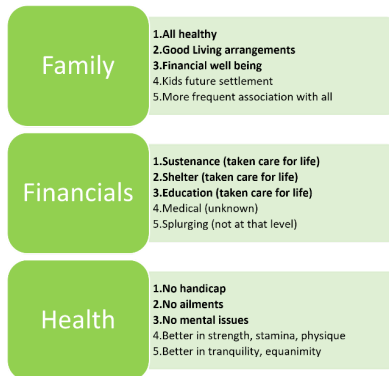 Family
1.All healthy
2.Good Living arrangements
3.Financial well being
4.Kids future settlement
5.More frequent association with all
Financials
1.Sustenance (taken care for life)
2.Shelter (taken care for life)
3.Education (taken care for life)
4.Medical (unknown)
5.Splurging (not at that level)
Health
1.No handicap
2.No ailments
3.No mental issues
4.Better in strength, stamina, physique
5.Better in tranquility, equanimity